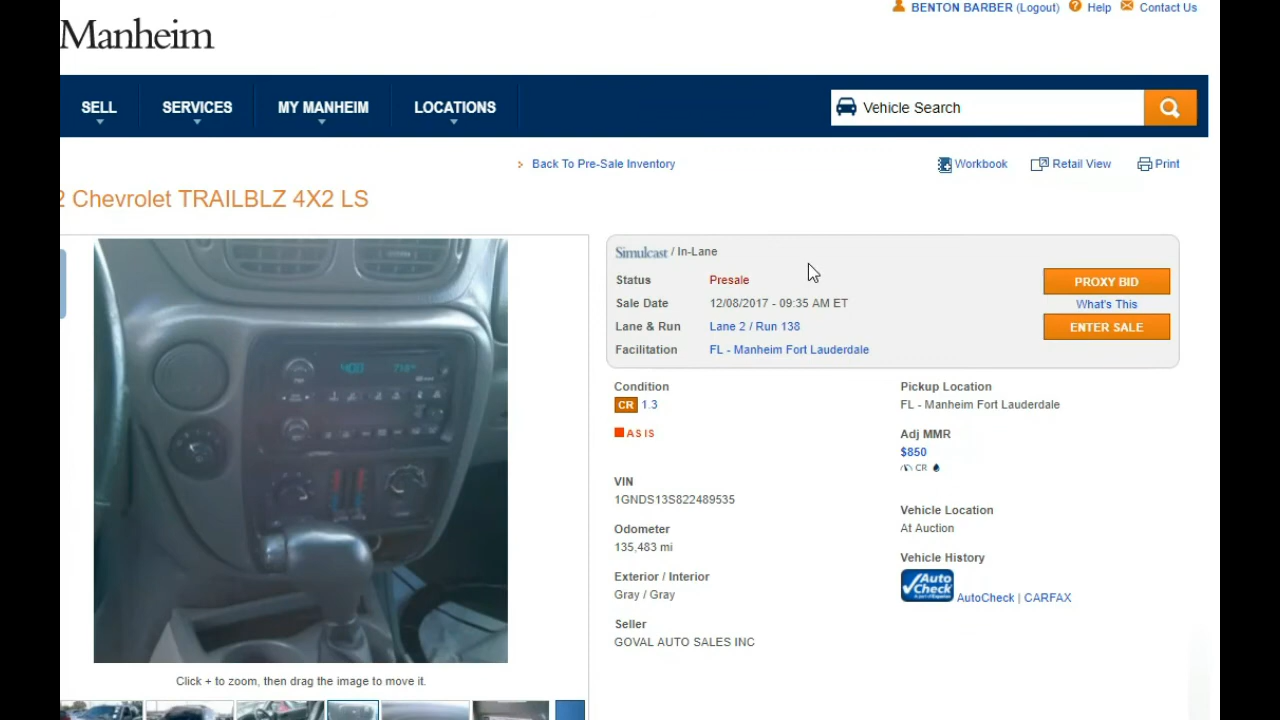 BENTON BARBER (Logout) Help Contact Us
Manheim
SELL SERVICES MY MANHEIM LOCATIONS Vehicle Search
Back To Pre-Sale Inventory Workbook Retail View Print
2 Chevrolet TRAILBLZ 4X2 LS
Simulcast / In-Lane
Status Presale PROXY BID
Sale Date 12/08/2017 - 09:35 AM ET What's This
Lane & Run Lane 2 / Run 138 ENTER SALE
Facilitation FL - Manheim Fort Lauderdale
Condition
CR 1.3
AS IS
VIN
1GNDS13S822489535
Odometer
135,483 mi
Exterior / Interior
Gray / Gray
Seller
GOVAL AUTO SALES INC
Pickup Location
FL - Manheim Fort Lauderdale
Adj MMR
$850
CR
Vehicle Location
At Auction
Vehicle History
Auto
Check
AutoCheck | CARFAX
Click + to zoom, then drag the image to move it.